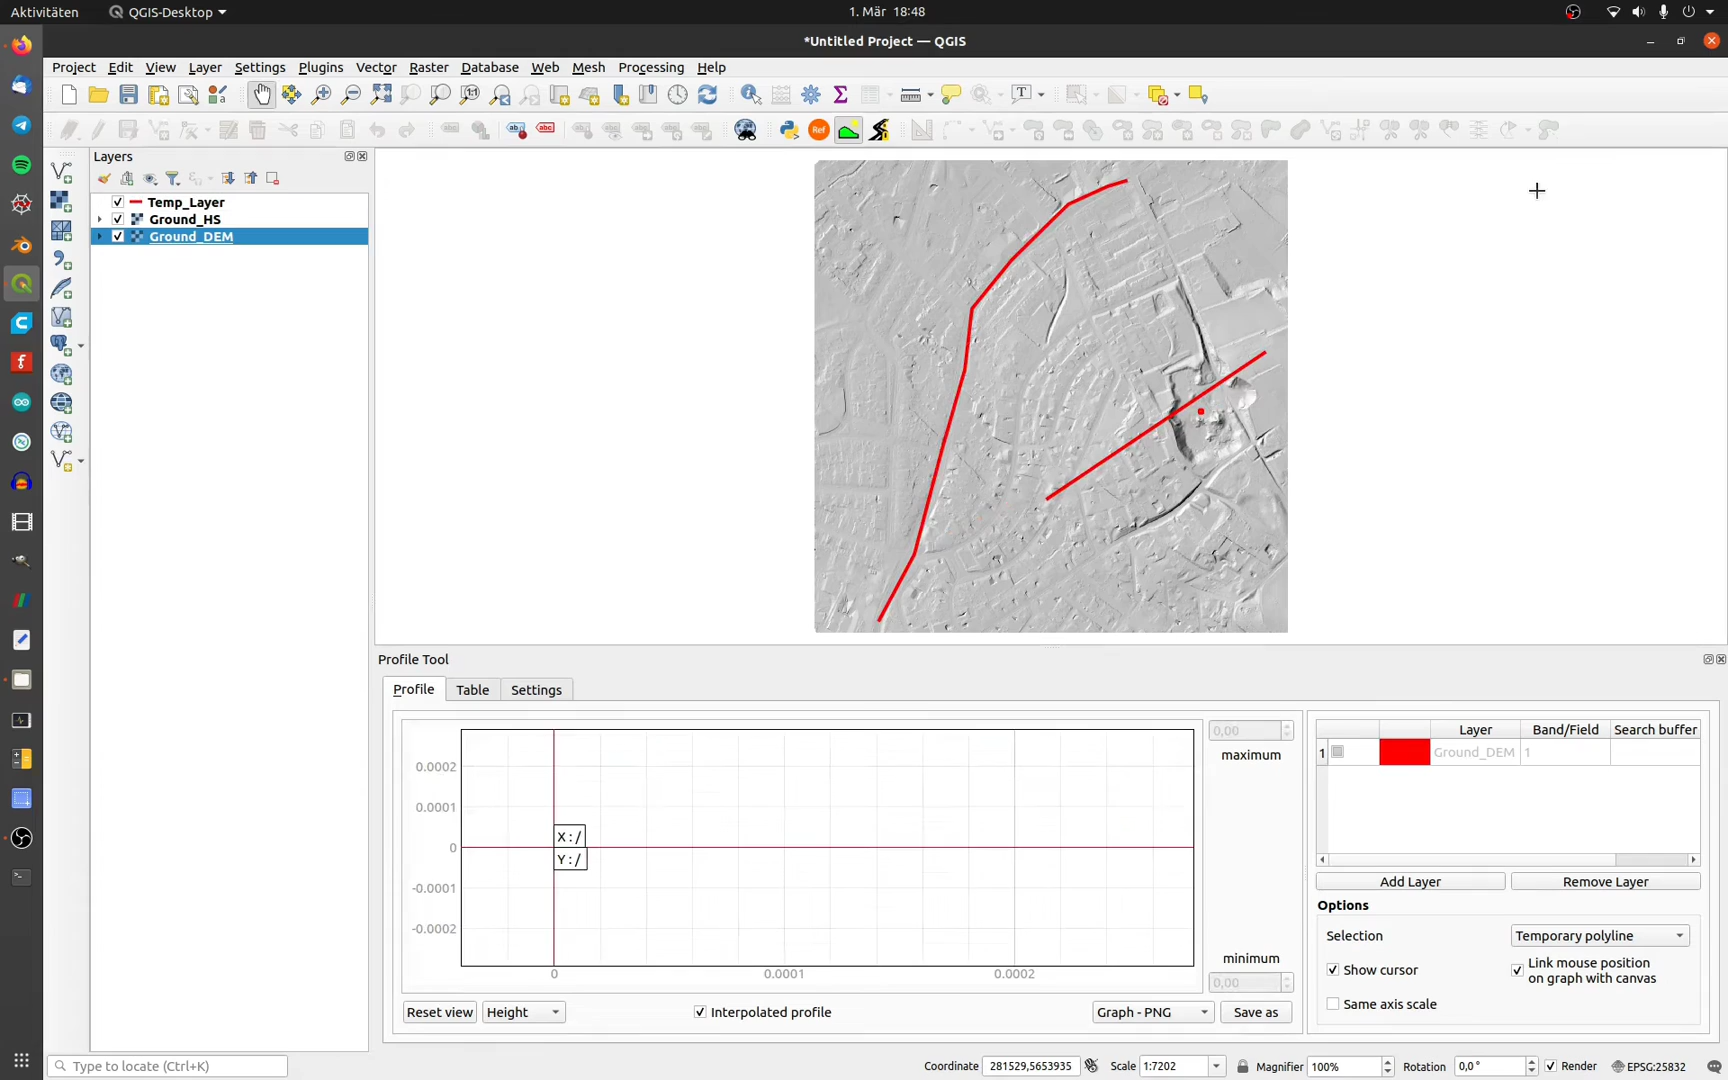 Aktivitäten
QGIS-Desktop
1. Mär 18:48
*Untitled Project — QGIS
Project Edit View Layer Settings Plugins Vector Raster Database Web Mesh Processing Help
Layers
Temp_Layer
Ground_HS
Ground_DEM
Profile Tool
Profile Table Settings
0.0002
0.0001
0
-0.0001
-0.0002
X:/
Y:/
0 0.0001 0.0002
0,00
maximum
minimum
0,00
Layer Band/Field Search buffer
1 Ground_DEM 1
Add Layer Remove Layer
Options
Selection Temporary polyline
Show cursor
Link mouse position
on graph with canvas
Same axis scale
Reset view Height Interpolated profile Graph - PNG Save as
Type to locate (Ctrl+K)
Coordinate 281529,5653935 Scale 1:7202 Magnifier 100% Rotation 0,0 ° Render EPSG:25832